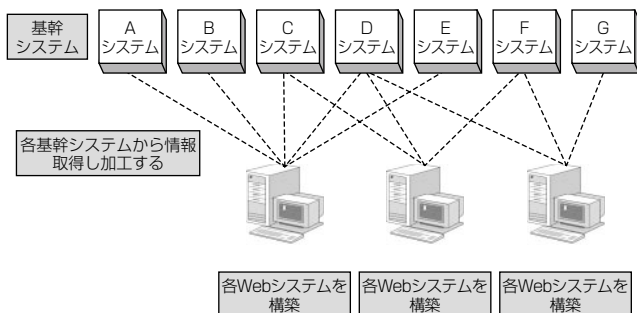 基幹
システム
A
システム
B
システム
C
システム
D
システム
E
システム
F
システム
G
システム
各基幹システムから情報
取得し加工する
各Webシステムを
構築
各Webシステムを
構築
各Webシステムを
構築